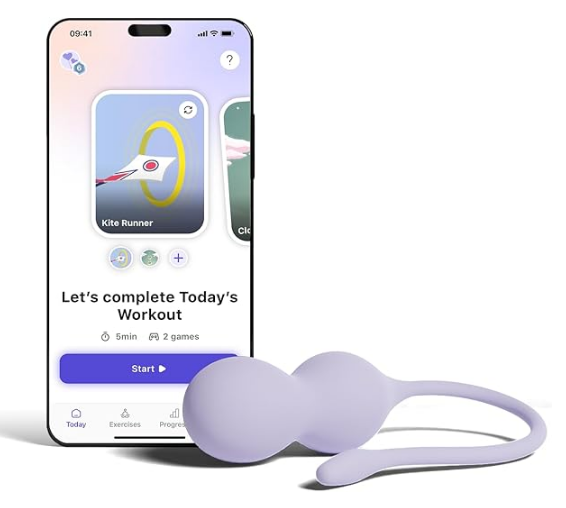 09:41
?
Kite Runner
Let's complete Today's
Workout
5min 2 games
Start
Today Exercises